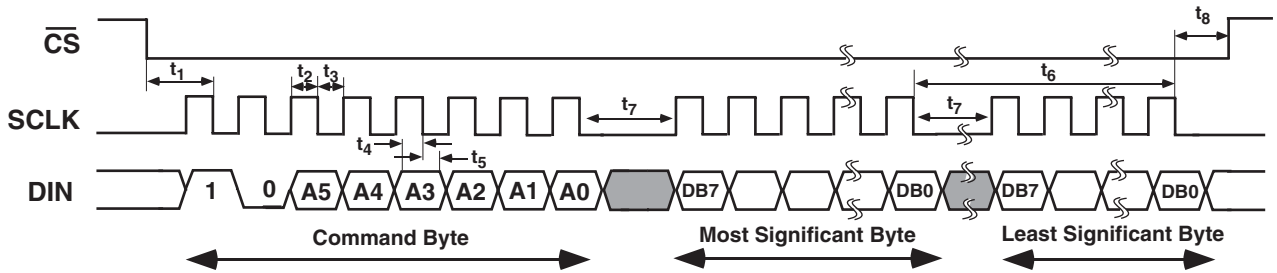 CS
t8
t1
t2
t3
t6
SCLK
t7
t7
t4
t5
DIN
1
0
A5
A4
A3
A2
A1
A0
DB7
DB0
DB7
DB0
Command Byte
Most Significant Byte
Least Significant Byte